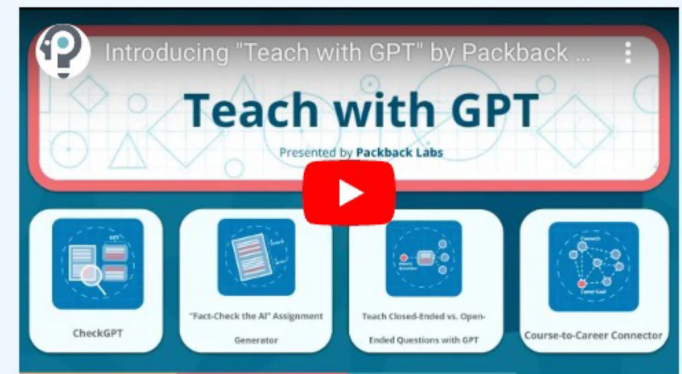 Introducing "Teach with GPT" by Packback ...
Teach with GPT
Presented by Packback Labs
CheckGPT
"Fact-Check the AI" Assignment
Generator
Teach Closed-Ended vs. Open-
Ended Questions with GPT
Course-to-Career Connector